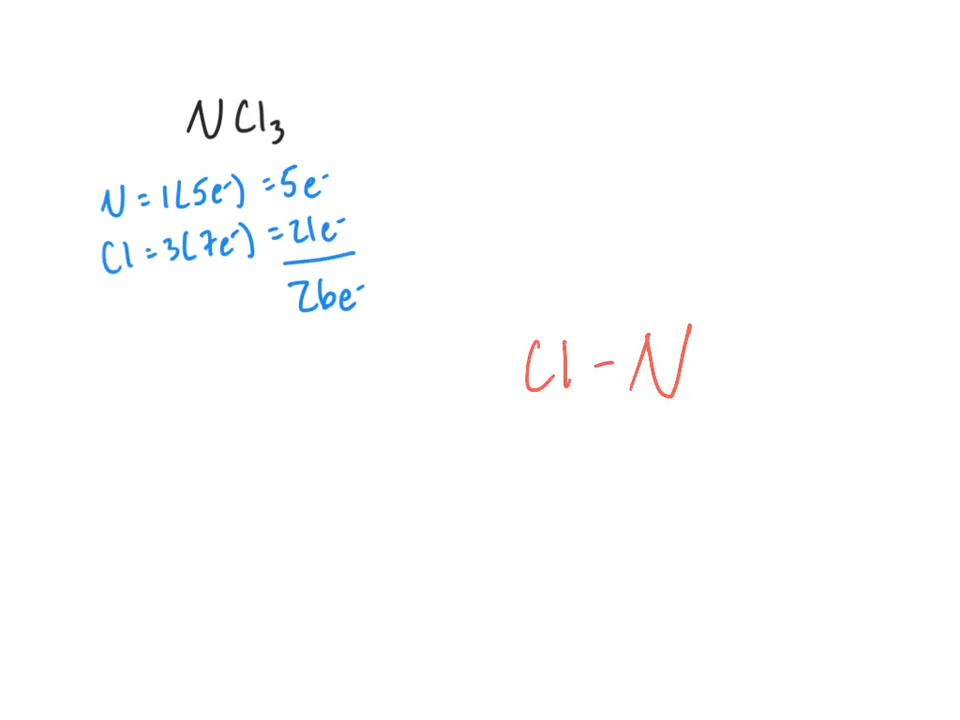 NCl₃
N = 1(5e⁻) = 5e⁻
Cl = 3(7e⁻) = 21e⁻
26e⁻
Cl - N